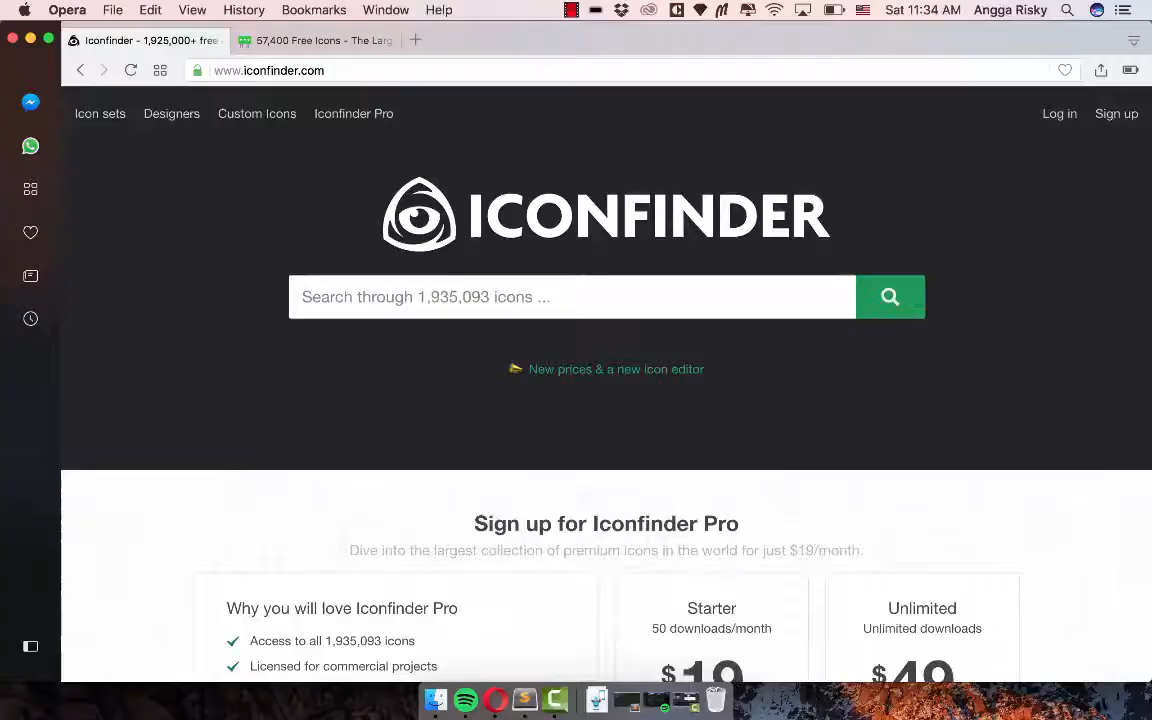 Opera File Edit View History Bookmarks Window Help Sat 11:34 AM Angga Risky
Iconfinder - 1,925,000+ free 57,400 Free Icons - The Larg
www.iconfinder.com
Icon sets Designers Custom Icons Iconfinder Pro Log in Sign up
ICONFINDER
Search through 1,935,093 icons ...
New prices & a new icon editor
Sign up for Iconfinder Pro
Dive into the largest collection of premium icons in the world for just $19/month.
Why you will love Iconfinder Pro Starter Unlimited
50 downloads/month Unlimited downloads
Access to all 1,935,093 icons
Licensed for commercial projects $19 $49